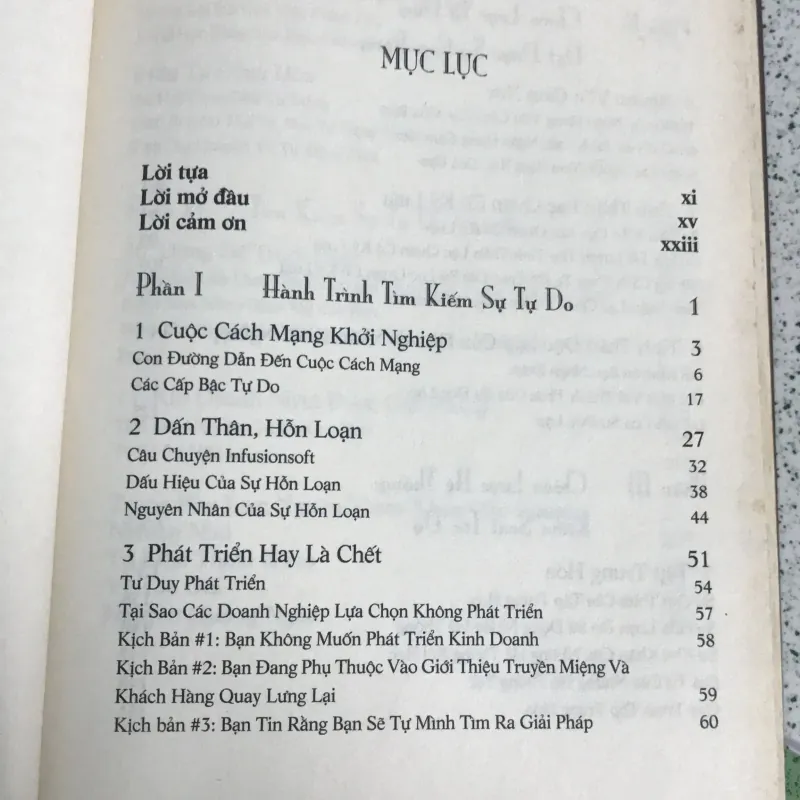 MỤC LỤC
Lời tựa xi
Lời mở đầu xv
Lời cảm ơn xxiii
Phần I Hành Trình Tìm Kiếm Sự Tự Do 1
1 Cuộc Cách Mạng Khởi Nghiệp 3
Con Đường Dẫn Đến Cuộc Cách Mạng 6
Các Cấp Bậc Tự Do 17
2 Dấn Thân, Hỗn Loạn 27
Câu Chuyện Infusionsoft 32
Dấu Hiệu Của Sự Hỗn Loạn 38
Nguyên Nhân Của Sự Hỗn Loạn 44
3 Phát Triển Hay Là Chết 51
Tư Duy Phát Triển 54
Tại Sao Các Doanh Nghiệp Lựa Chọn Không Phát Triển 57
Kịch Bản #1: Bạn Không Muốn Phát Triển Kinh Doanh 58
Kịch Bản #2: Bạn Đang Phụ Thuộc Vào Giới Thiệu Truyền Miệng Và
Khách Hàng Quay Lưng Lại 59
Kịch bản #3: Bạn Tin Rằng Bạn Sẽ Tự Mình Tìm Ra Giải Pháp 60